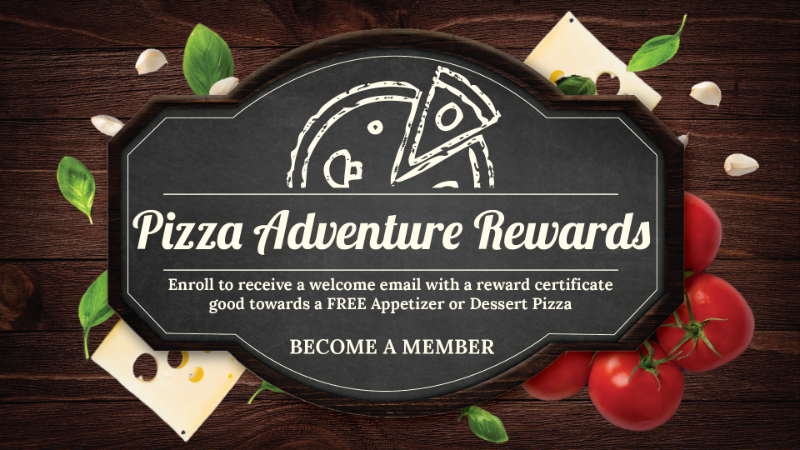 Pizza Adventure Rewards
Enroll to receive a welcome email with a reward certificate
good towards a FREE Appetizer or Dessert Pizza
BECOME A MEMBER